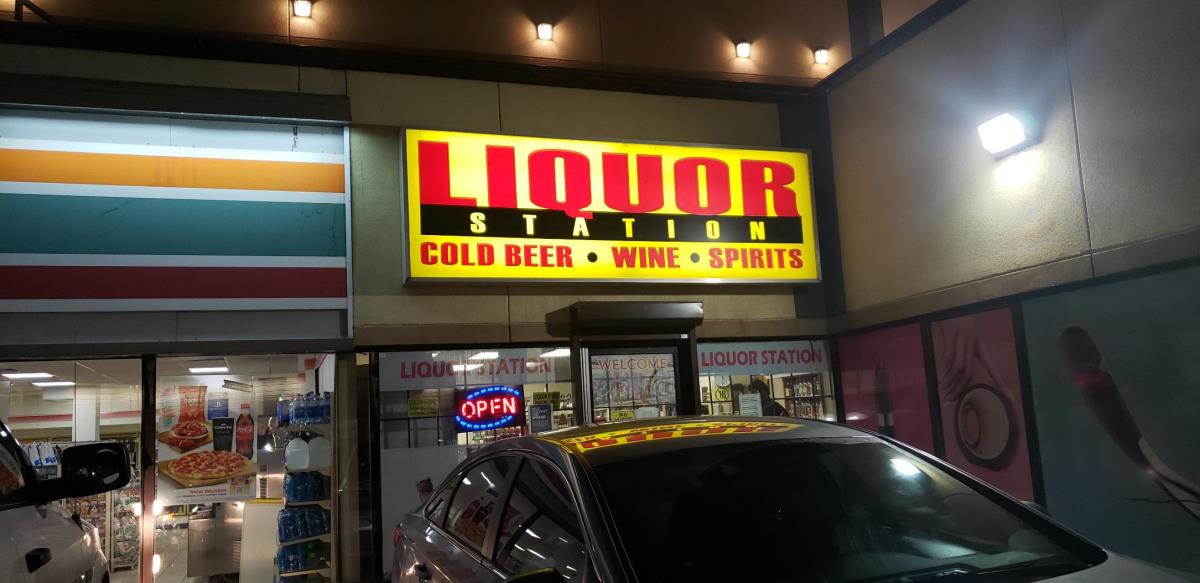 LIQUOR
STATION
COLD BEER • WINE • SPIRITS
LIQUOR STATION
WELCOME
LIQUOR STATION
OPEN